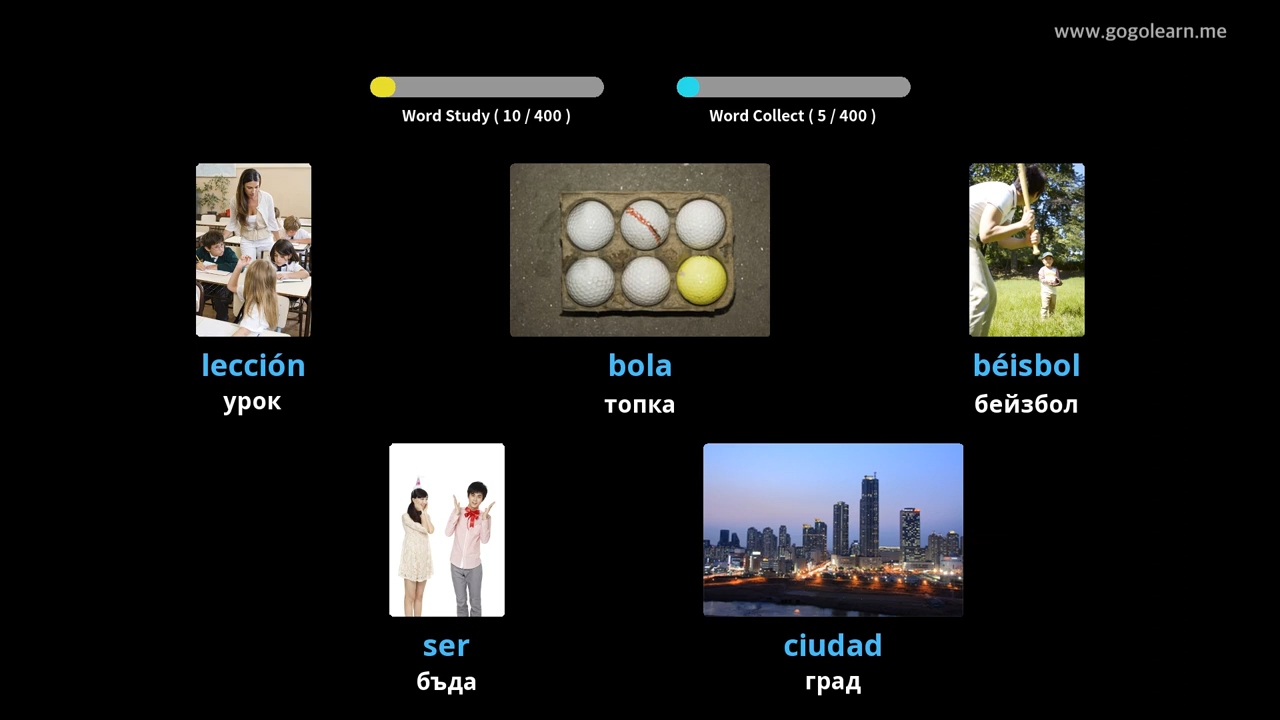 www.gogolearn.me
Word Study ( 10 / 400 )
Word Collect ( 5 / 400 )
lección
урок
bola
топка
béisbol
бейзбол
ser
бъда
ciudad
град